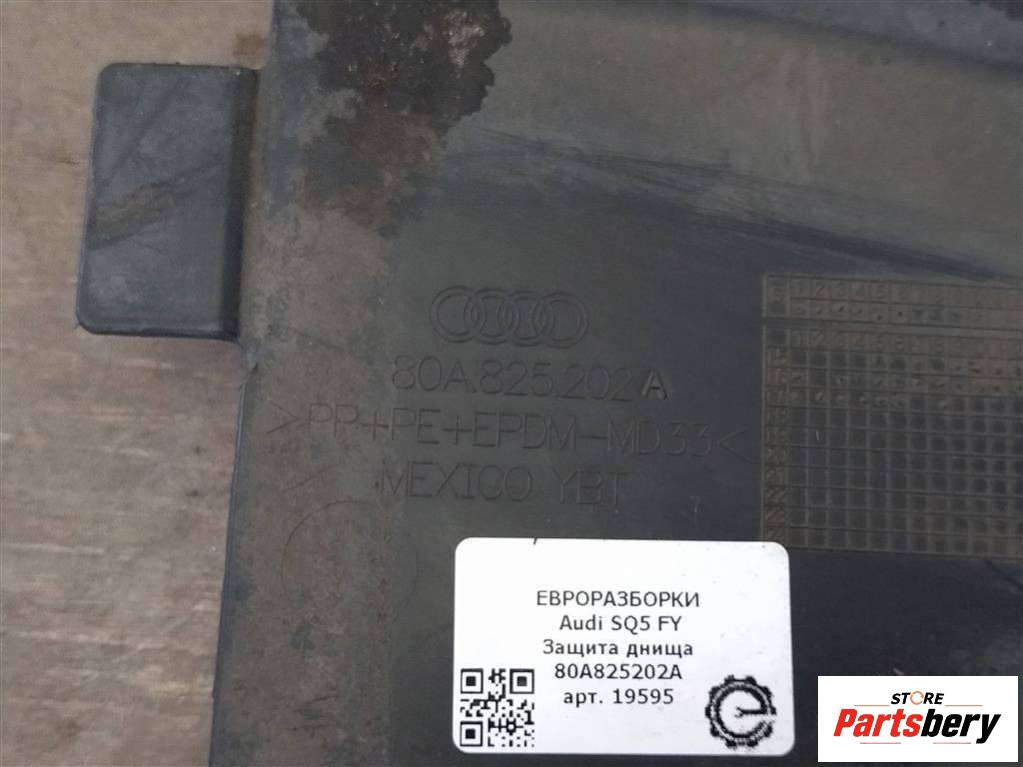 80A.825.202 A
>PP+PE+EPDM-MD33<
MEXICO YBT
ЕВРОРАЗБОРКИ
Audi SQ5 FY
Защита днища
80A825202A
арт. 19595
STORE
Partsbery